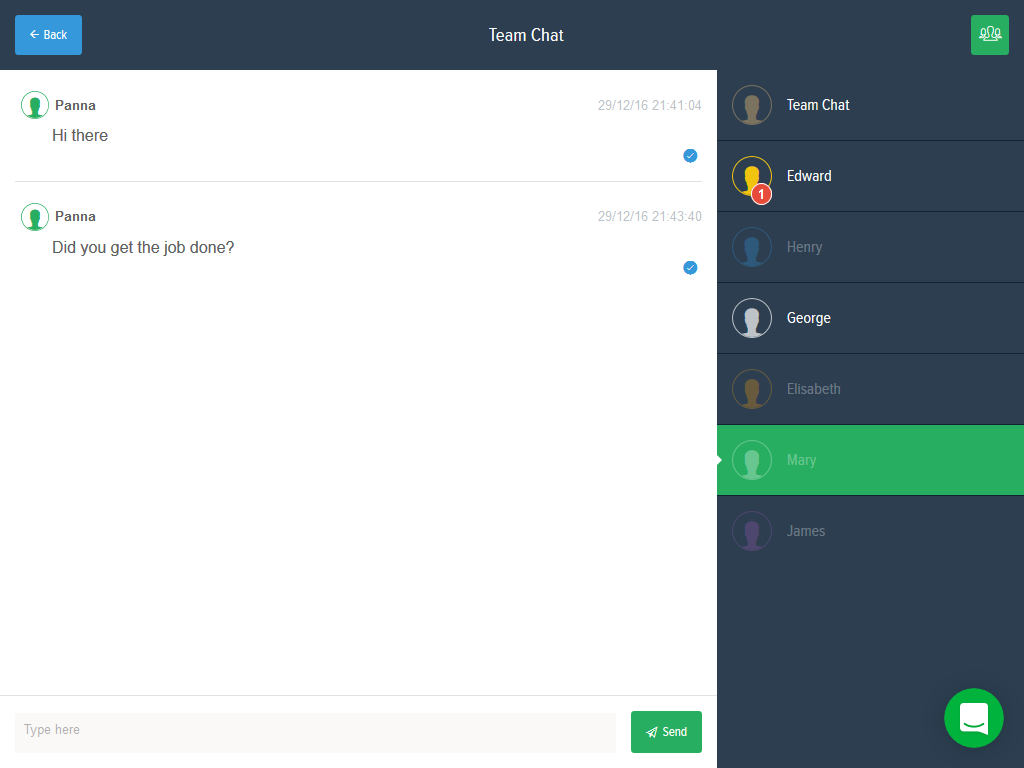 Back
Team Chat
Panna
29/12/16 21:41:04
Hi there
Panna
29/12/16 21:43:40
Did you get the job done?
Type here
Send
Team Chat
Edward
1
Henry
George
Elisabeth
Mary
James